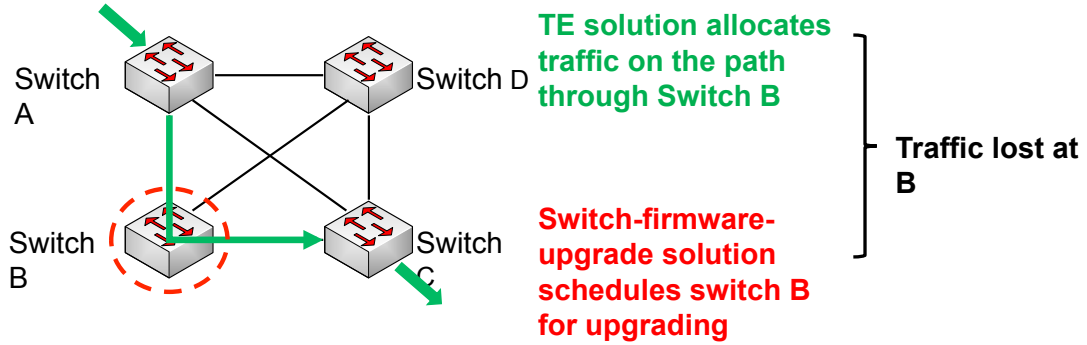 Switch
A
Switch D
Switch
B
Switch
C
TE solution allocates
traffic on the path
through Switch B
Switch-firmware-
upgrade solution
schedules switch B
for upgrading
Traffic lost at
B